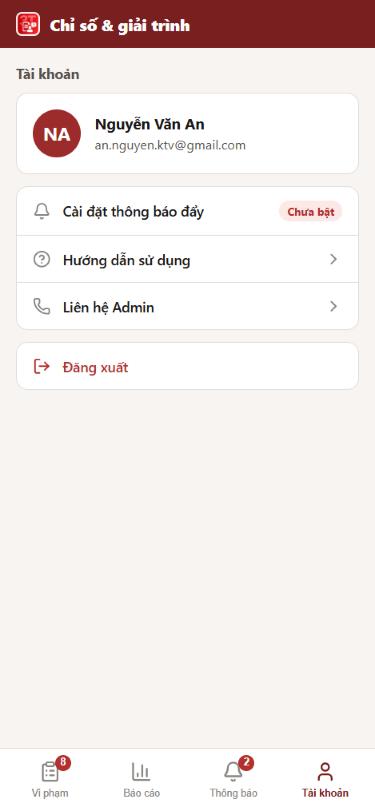 Chỉ số & giải trình
Tài khoản
NA
Nguyễn Văn An
an.nguyen.ktv@gmail.com
Cài đặt thông báo đẩy
Chưa bật
Hướng dẫn sử dụng
Liên hệ Admin
Đăng xuất
8
2
Vi phạm
Báo cáo
Thông báo
Tài khoản